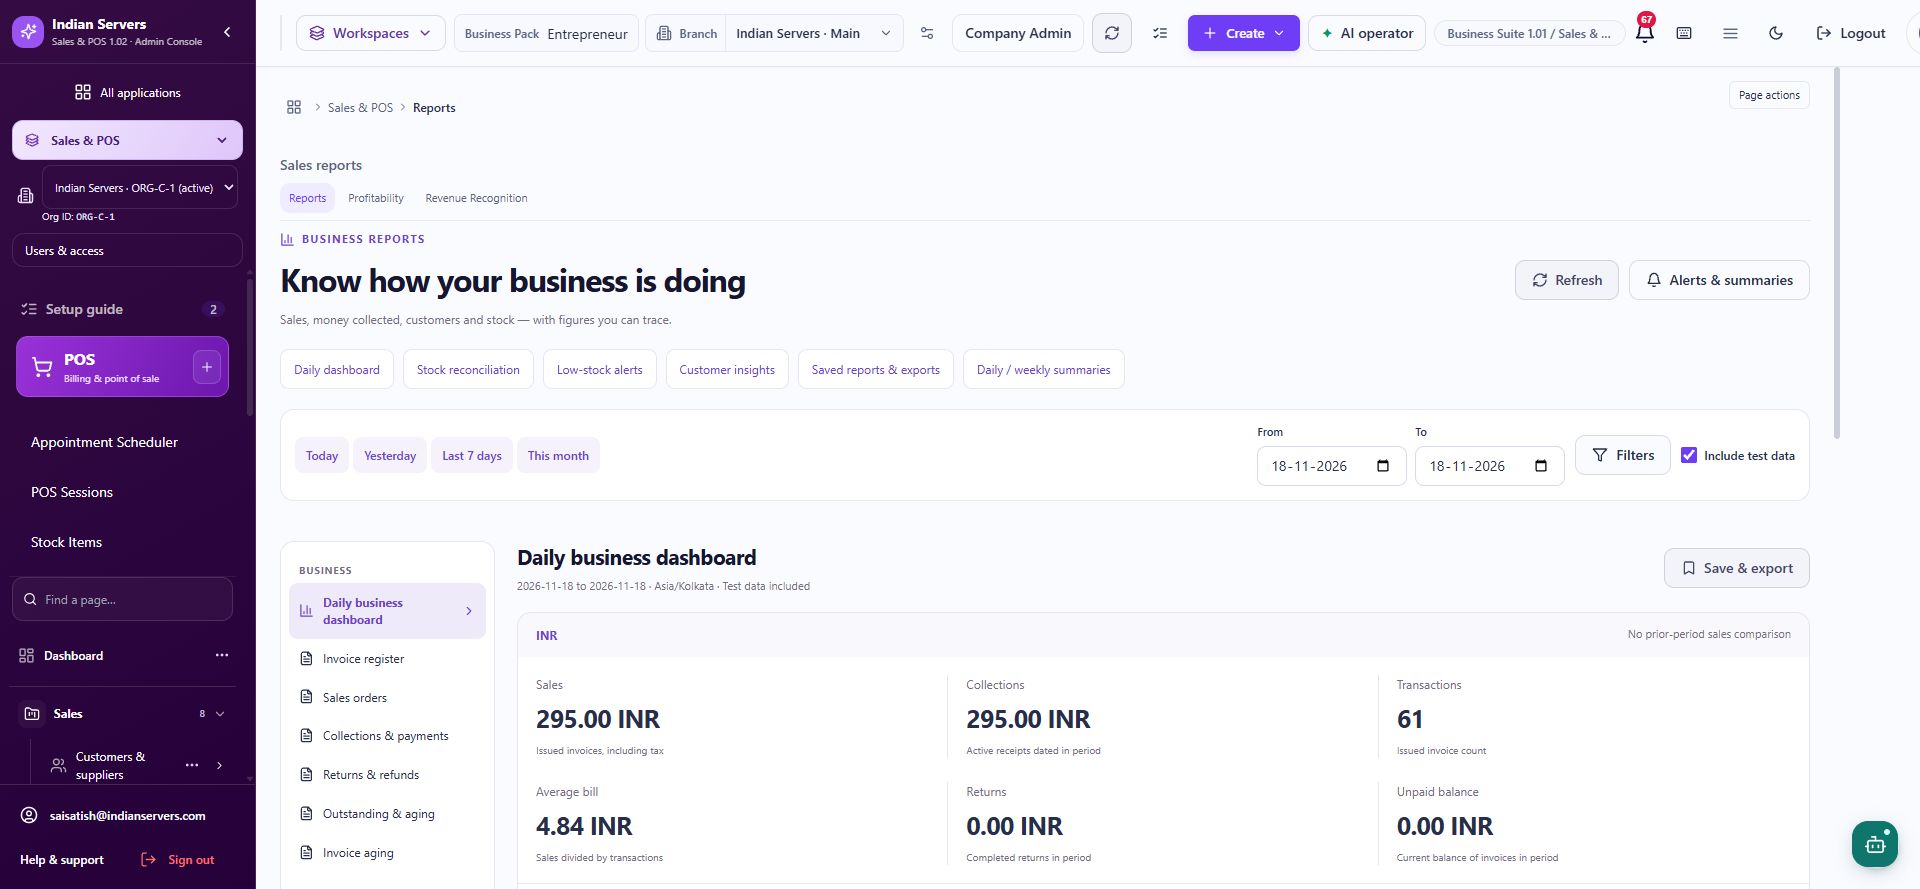 Indian Servers
Sales & POS 1.02 · Admin Console
All applications
Sales & POS
Indian Servers · ORG-C-1 (active)
Org ID: ORG-C-1
Users & access
Setup guide 2
POS
Billing & point of sale
Appointment Scheduler
POS Sessions
Stock Items
Find a page...
Dashboard
Sales 8
Customers &
suppliers
saisatish@indianservers.com
Help & support Sign out
Workspaces Business Pack Entrepreneur Branch Indian Servers · Main Company Admin Create AI operator Business Suite 1.01 / Sales & ... 67 Logout
Sales & POS Reports
Page actions
Sales reports
Reports Profitability Revenue Recognition
BUSINESS REPORTS
Know how your business is doing
Refresh Alerts & summaries
Sales, money collected, customers and stock — with figures you can trace.
Daily dashboard Stock reconciliation Low-stock alerts Customer insights Saved reports & exports Daily / weekly summaries
From To
Today Yesterday Last 7 days This month 18-11-2026 18-11-2026 Filters Include test data
BUSINESS
Daily business
dashboard
Invoice register
Sales orders
Collections & payments
Returns & refunds
Outstanding & aging
Invoice aging
Daily business dashboard
2026-11-18 to 2026-11-18 · Asia/Kolkata · Test data included
Save & export
INR No prior-period sales comparison
Sales Collections Transactions
295.00 INR 295.00 INR 61
Issued invoices, including tax Active receipts dated in period Issued invoice count
Average bill Returns Unpaid balance
4.84 INR 0.00 INR 0.00 INR
Sales divided by transactions Completed returns in period Current balance of invoices in period